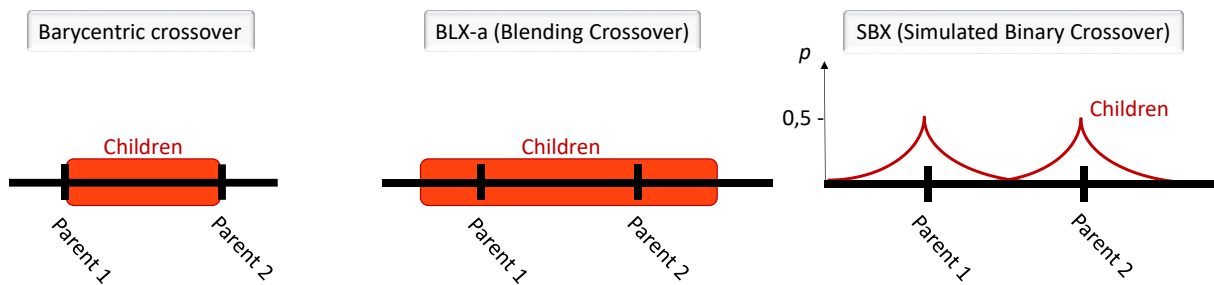 Barycentric crossover
BLX-a (Blending Crossover)
SBX (Simulated Binary Crossover)
p
0,5 -
Children
Children
Children
Parent 1
Parent 2
Parent 1
Parent 2
Parent 1
Parent 2